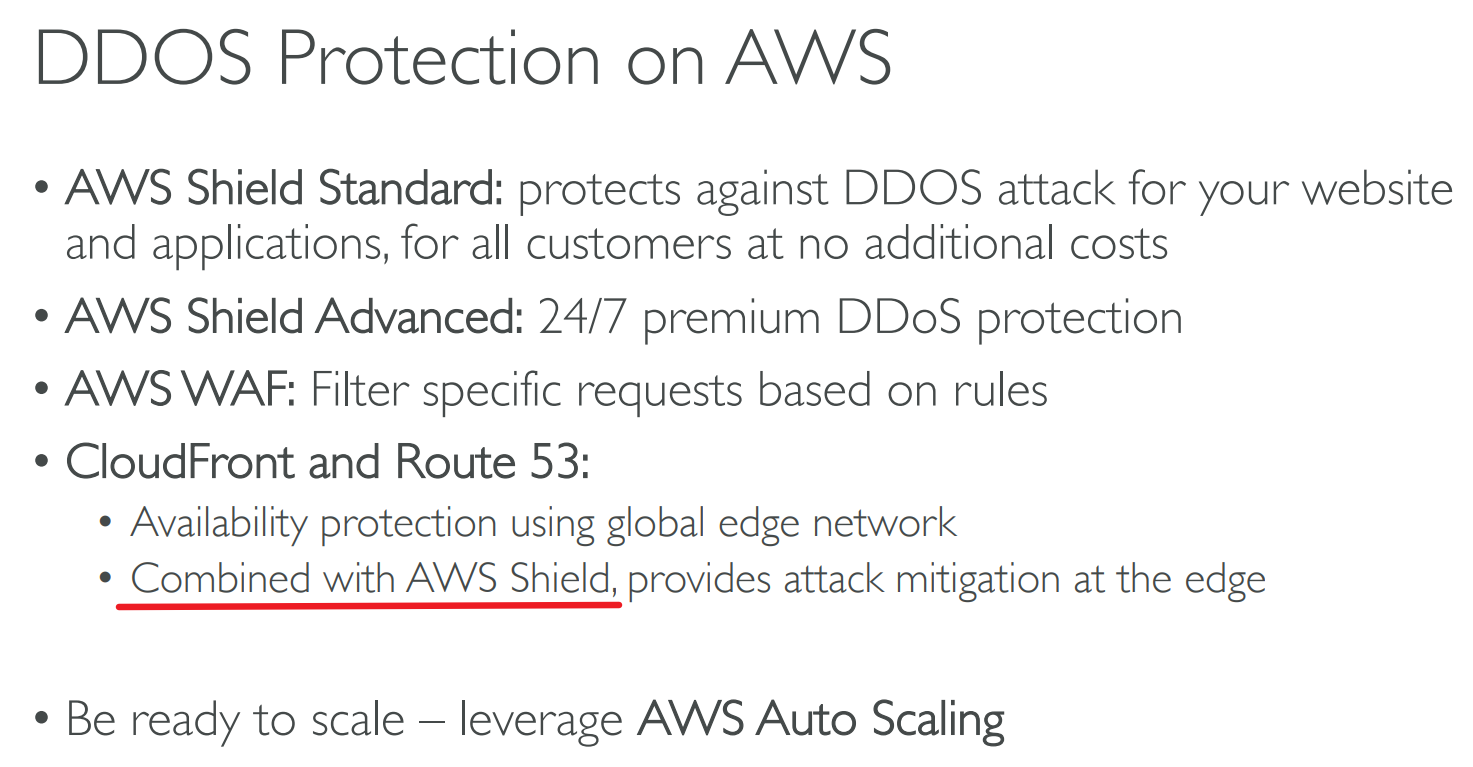 DDOS Protection on AWS
• AWS Shield Standard: protects against DDOS attack for your website
and applications, for all customers at no additional costs
• AWS Shield Advanced: 24/7 premium DDoS protection
• AWS WAF: Filter specific requests based on rules
• CloudFront and Route 53:
• Availability protection using global edge network
• Combined with AWS Shield, provides attack mitigation at the edge
• Be ready to scale – leverage AWS Auto Scaling